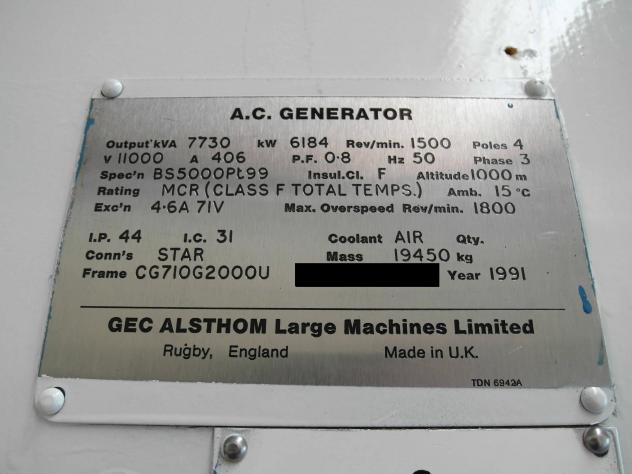 A.C. GENERATOR
Output kVA 7730 kW 6184 Rev/min. 1500 Poles 4
V 11000 A 406 P.F. 0·8 Hz 50 Phase 3
Spec'n BS5000Pt99 Insul.Cl. F Altitude 1000m
Rating MCR (CLASS F TOTAL TEMPS.) Amb. 15 °C
Exc'n 4·6A 71V Max. Overspeed Rev/min. 1800
I.P. 44 I.C. 31 Coolant AIR Qty.
Conn's STAR Mass 19450 kg
Frame CG710G2000U Year 1991
GEC ALSTHOM Large Machines Limited
Rugby, England Made in U.K.
TDN 6942A